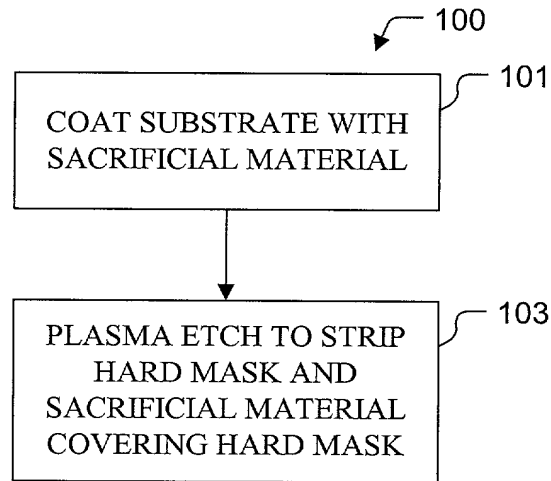 100
101
COAT SUBSTRATE WITH
SACRIFICIAL MATERIAL
103
PLASMA ETCH TO STRIP
HARD MASK AND
SACRIFICIAL MATERIAL
COVERING HARD MASK